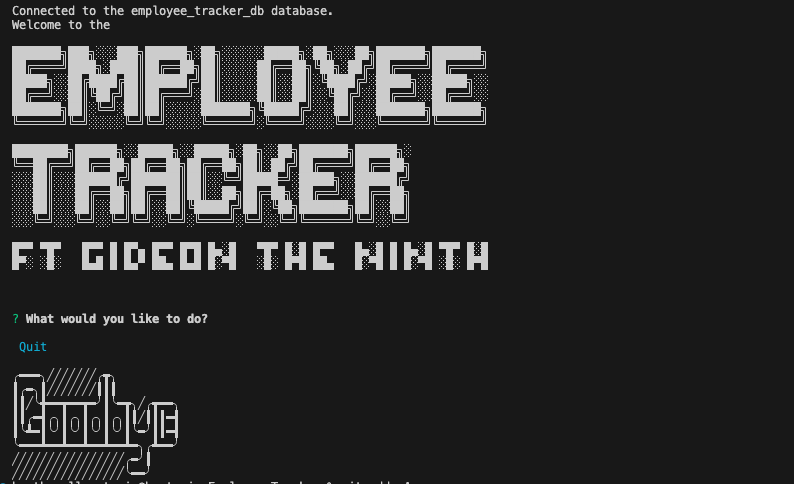 Connected to the employee_tracker_db database.
Welcome to the
EMPLOYEE
TRACKER
FT GIDEON THE NINTH
? What would you like to do?
Quit
Goodbye